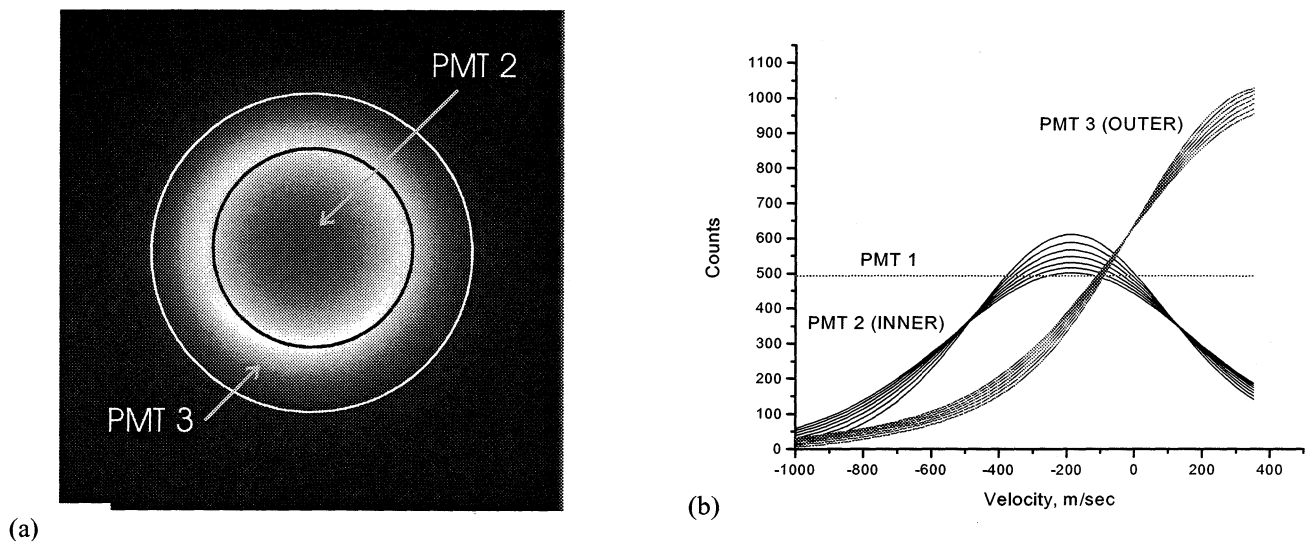 PMT 2
PMT 3
(a)
1100
1000
900
800
700
600
500
400
300
200
100
0
Counts
PMT 3 (OUTER)
PMT 1
PMT 2 (INNER)
-1000
-800
-600
-400
-200
0
200
400
Velocity, m/sec
(b)